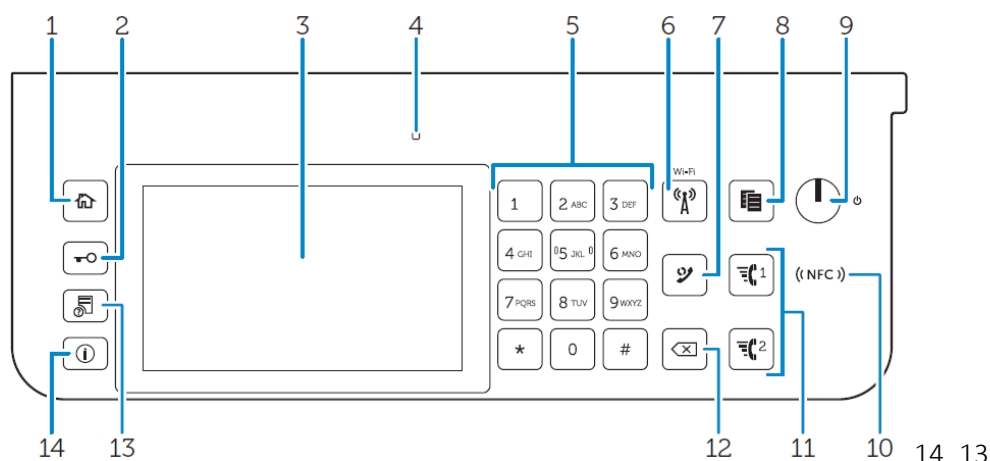 1 2 3 4 5 6 7 8 9
Wi-Fi
1 2 ABC 3 DEF
4 GHI 5 JKL 6 MNO 1 ((NFC))
7 PQRS 8 TUV 9 WXYZ
* 0 # 2
14 13 12 11 10 14 13